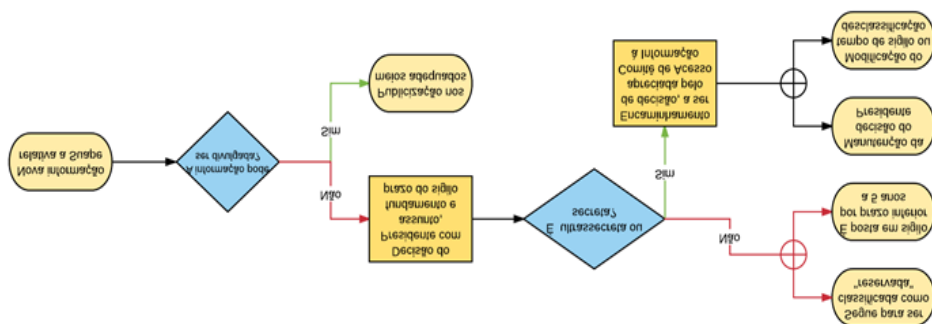 Nova informação
relativa a Suape
A informação pode
ser divulgada?
Sim
Publicização nos
meios adequados
Não
Decisão do
Presidente com
assunto,
fundamento e
prazo do sigilo
É ultrassecreta ou
secreta?
Sim
Encaminhamento
de decisão, a ser
apreciada pelo
Comitê de Acesso
à Informação
Modificação do
tempo de sigilo ou
desclassificação
Manutenção da
decisão do
Presidente
Não
É posta em sigilo
por prazo inferior
a 5 anos
Segue para ser
classificada como
"reservada"